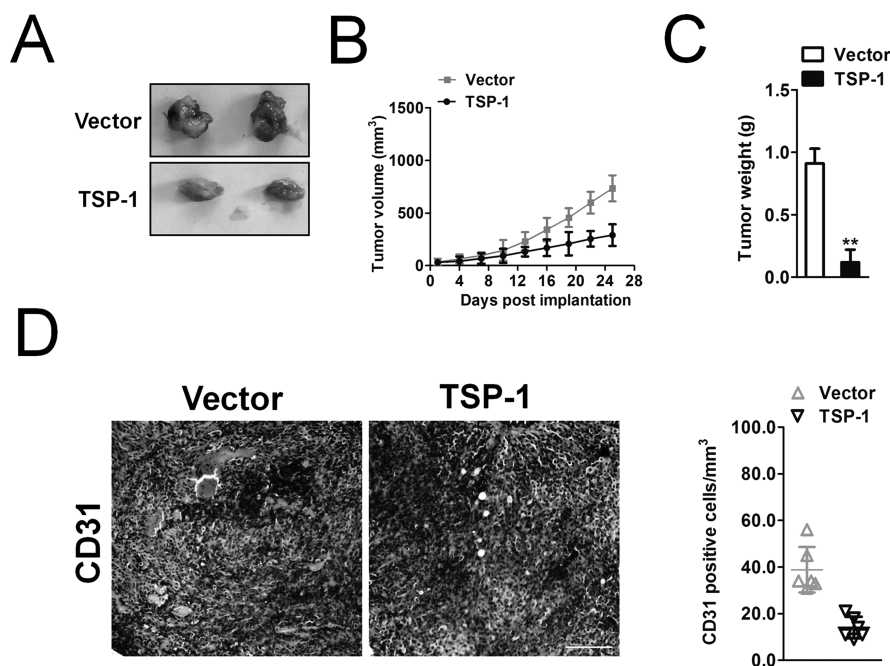 A
Vector
TSP-1
B
Vector
TSP-1
Tumor volume (mm³)
1500
1000
500
0
0 4 8 12 16 20 24 28
Days post implantation
C
Vector
TSP-1
Tumor weight (g)
1.5
1.0
0.5
0.0
**
D
Vector
TSP-1
CD31
Vector
TSP-1
CD31 positive cells/mm³
100.0
80.0
60.0
40.0
20.0
0.0